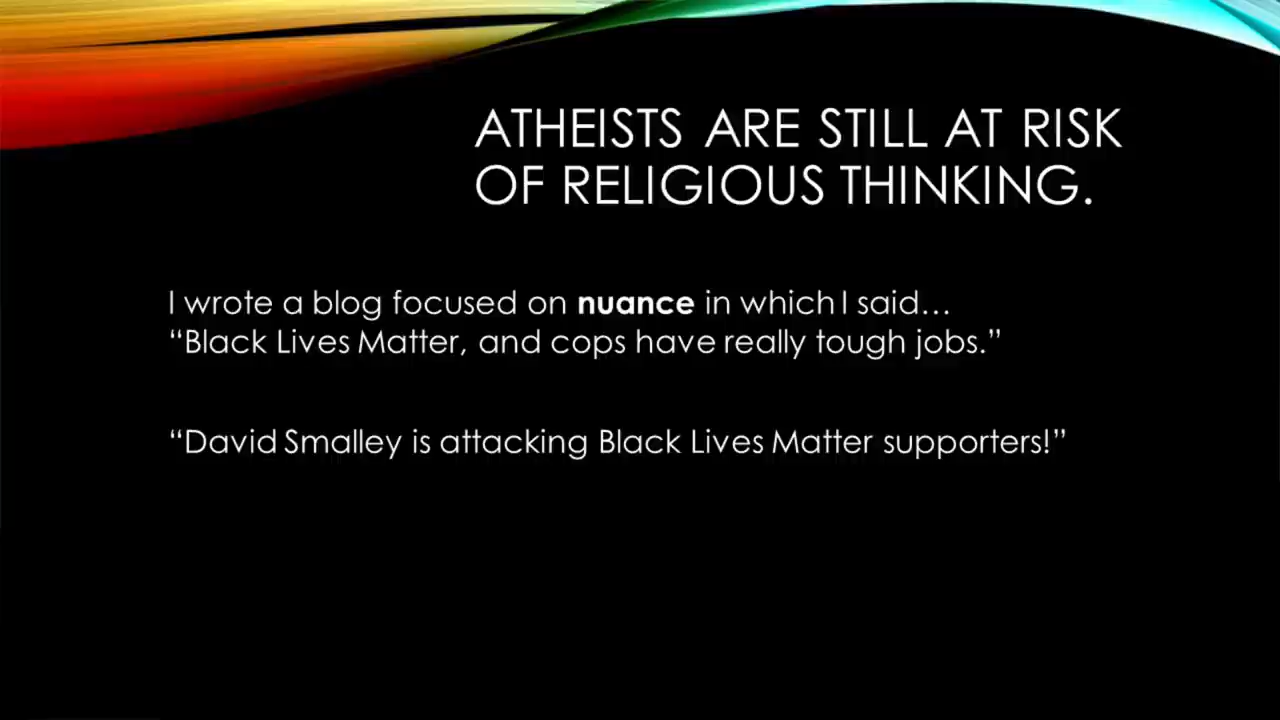 ATHEISTS ARE STILL AT RISK
OF RELIGIOUS THINKING.
I wrote a blog focused on nuance in which I said…
“Black Lives Matter, and cops have really tough jobs.”
“David Smalley is attacking Black Lives Matter supporters!”